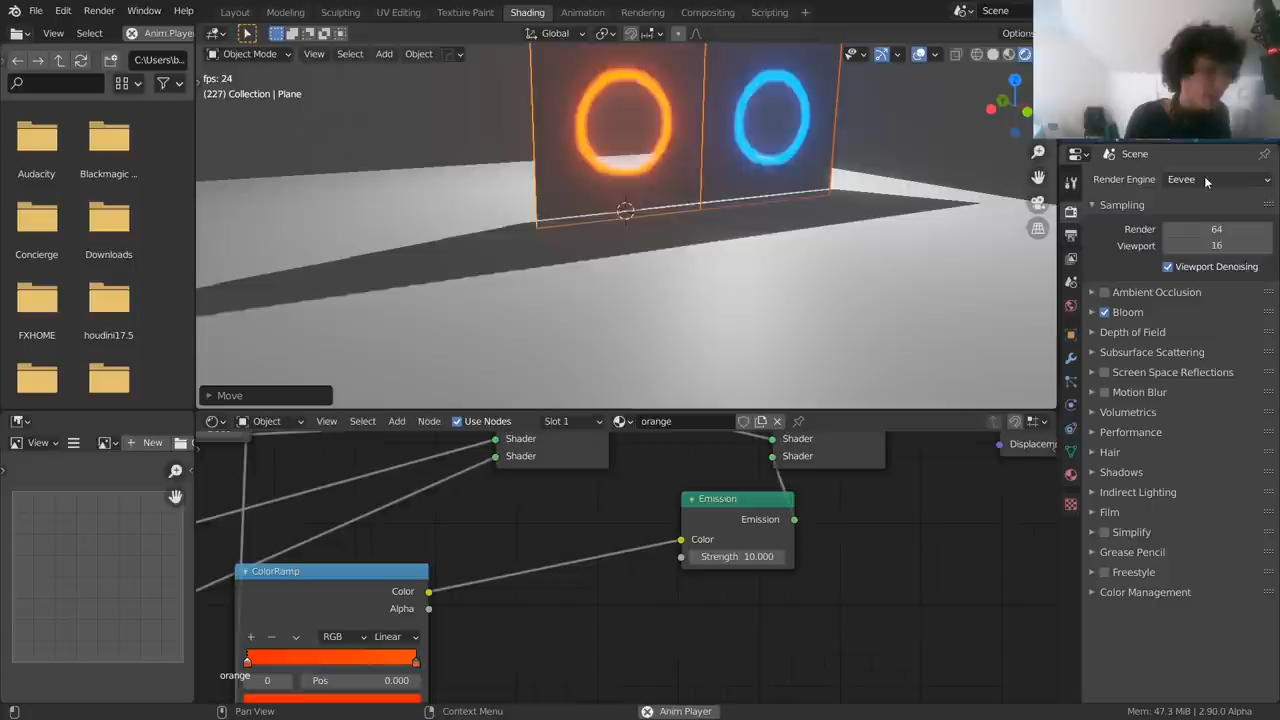 File Edit Render Window Help
Layout Modeling Sculpting UV Editing Texture Paint Shading Animation Rendering Compositing Scripting +
Scene
View Select Anim Player
Global
Options
C:\Users\b...
Object Mode View Select Add Object
fps: 24
(227) Collection | Plane
Audacity
Blackmagic ...
Concierge
Downloads
FXHOME
houdini17.5
Move
Scene
Render Engine Eevee
Sampling
Render 64
Viewport 16
Viewport Denoising
Ambient Occlusion
Bloom
Depth of Field
Subsurface Scattering
Screen Space Reflections
Motion Blur
Volumetrics
Performance
Hair
Shadows
Indirect Lighting
Film
Simplify
Grease Pencil
Freestyle
Color Management
Object View Select Add Node Use Nodes Slot 1 orange
View + New
Shader
Shader
Shader
Shader
Displacem
Emission
Emission
Color
Strength 10.000
ColorRamp
Color
Alpha
+ − RGB Linear
orange
0 Pos 0.000
Pan View
Context Menu
Anim Player
Mem: 47.3 MiB | 2.90.0 Alpha